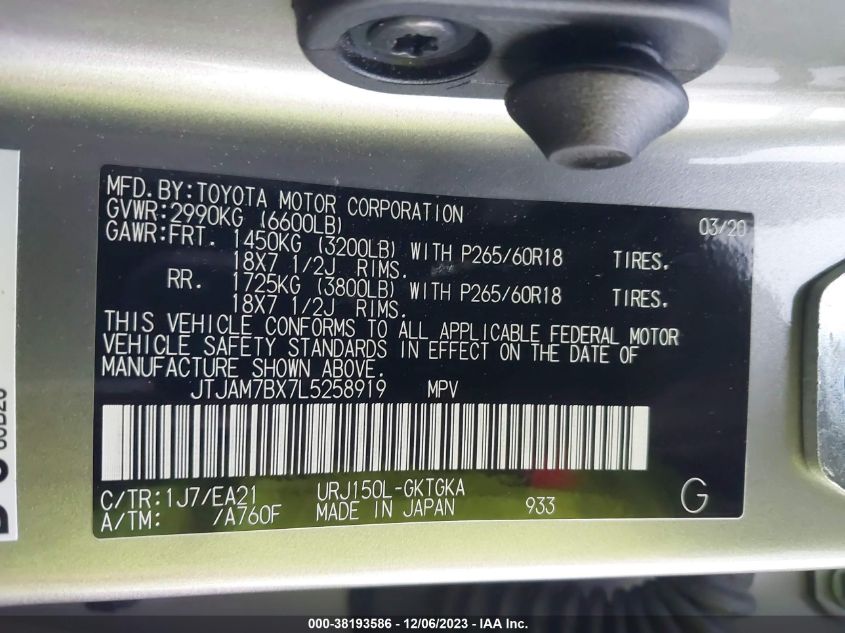 MFD.BY:TOYOTA MOTOR CORPORATION 03/20
GVWR:2990KG (6600LB)
GAWR:FRT. 1450KG (3200LB) WITH P265/60R18 TIRES.
18X7 1/2J RIMS.
RR. 1725KG (3800LB) WITH P265/60R18 TIRES.
18X7 1/2J RIMS.
THIS VEHICLE CONFORMS TO ALL APPLICABLE FEDERAL MOTOR
VEHICLE SAFETY STANDARDS IN EFFECT ON THE DATE OF
MANUFACTURE SHOWN ABOVE.
JTJAM7BX7L5258919 MPV
C/TR:1J7/EA21 URJ150L-GKTGKA
A/TM: /A760F MADE IN JAPAN 933 G
000-38193586 - 12/06/2023 - © IAA Inc.